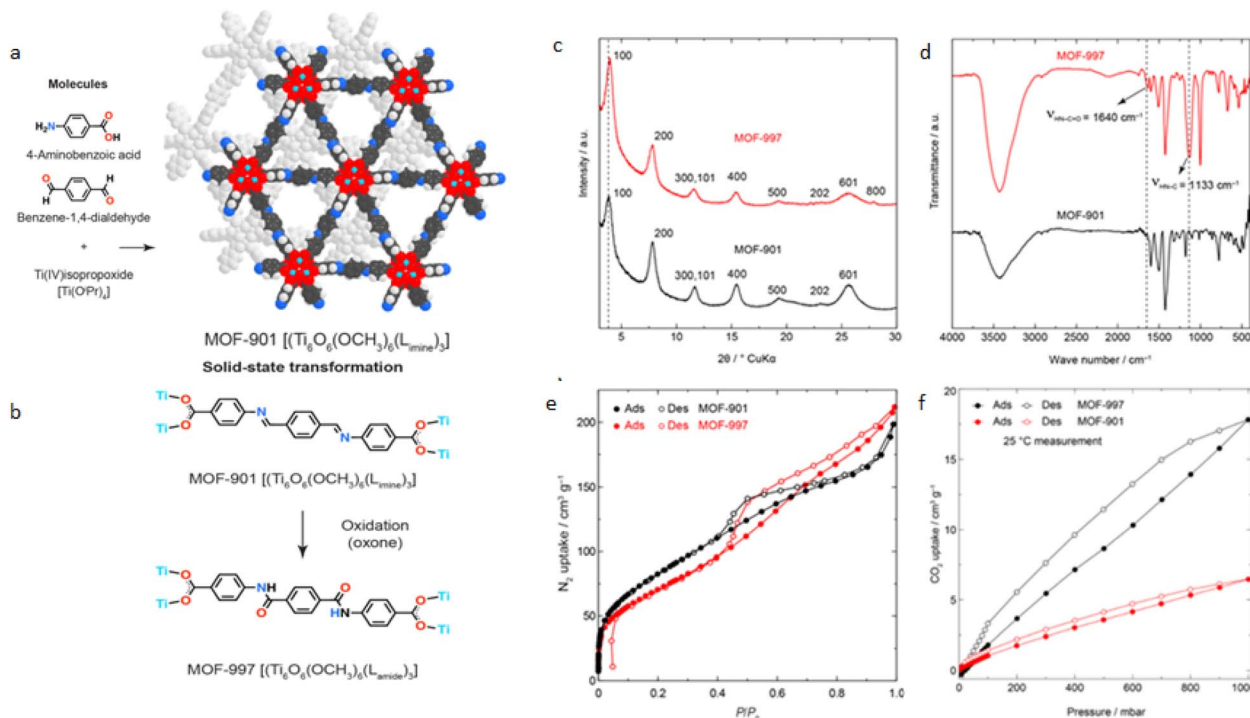 a
Molecules
H₂N
O
OH
4-Aminobenzoic acid
O
H
H
O
Benzene-1,4-dialdehyde
+
Ti(IV)isopropoxide
[Ti(OⁱPr)₄]
MOF-901 [(Ti₆O₆(OCH₃)₆(Lᵢₘᵢₙₑ)₃]
Solid-state transformation
b
Ti
O
N
N
O
Ti
Ti
O
O
Ti
MOF-901 [(Ti₆O₆(OCH₃)₆(Lᵢₘᵢₙₑ)₃]
Oxidation
(oxone)
Ti
O
NH
O
O
Ti
Ti
O
O
HN
O
Ti
MOF-997 [(Ti₆O₆(OCH₃)₆(Lamide)₃]
c
Intensity / a.u.
100
200
MOF-997
300,101
400
500
202
601
800
100
200
MOF-901
300,101
400
500
202
601
5
10
15
20
25
30
2θ / ° CuKα
d
Transmittance / a.u.
MOF-997
νHN–C=O = 1640 cm⁻¹
νHN–C = 1133 cm⁻¹
MOF-901
4000
3500
3000
2500
2000
1500
1000
400
Wave number / cm⁻¹
e
N₂ uptake / cm³ g⁻¹
Ads Des MOF-901
Ads Des MOF-997
200
150
100
50
0
0
0.2
0.4
0.6
0.8
1.0
P/P₀
f
CO₂ uptake / cm³ g⁻¹
Ads Des MOF-997
Ads Des MOF-901
25 °C measurement
20
15
10
5
0
0
200
400
600
800
1000
Pressure / mbar